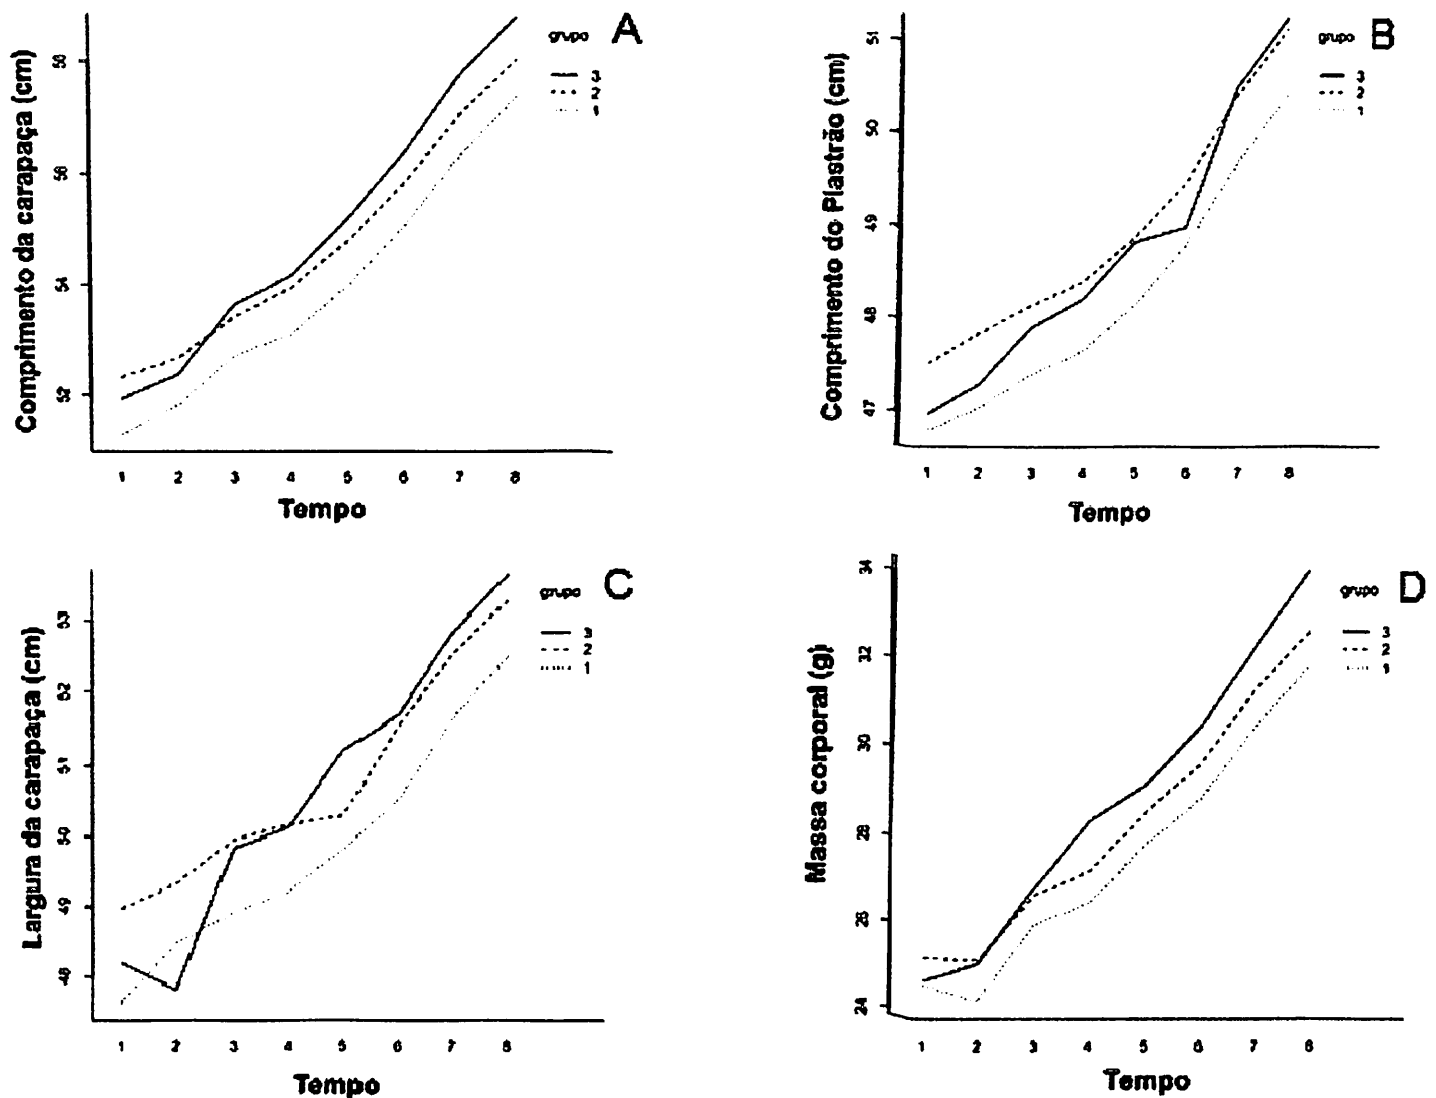 A
grupo
3
2
1
Comprimento da carapaça (cm)
52
54
56
58
1 2 3 4 5 6 7 8
Tempo
B
grupo
3
2
1
Comprimento do Plastrão (cm)
47
48
49
50
51
1 2 3 4 5 6 7 8
Tempo
C
grupo
3
2
1
Largura da carapaça (cm)
48
49
50
51
52
53
1 2 3 4 5 6 7 8
Tempo
D
grupo
3
2
1
Massa corporal (g)
24
26
28
30
32
34
1 2 3 4 5 6 7 8
Tempo